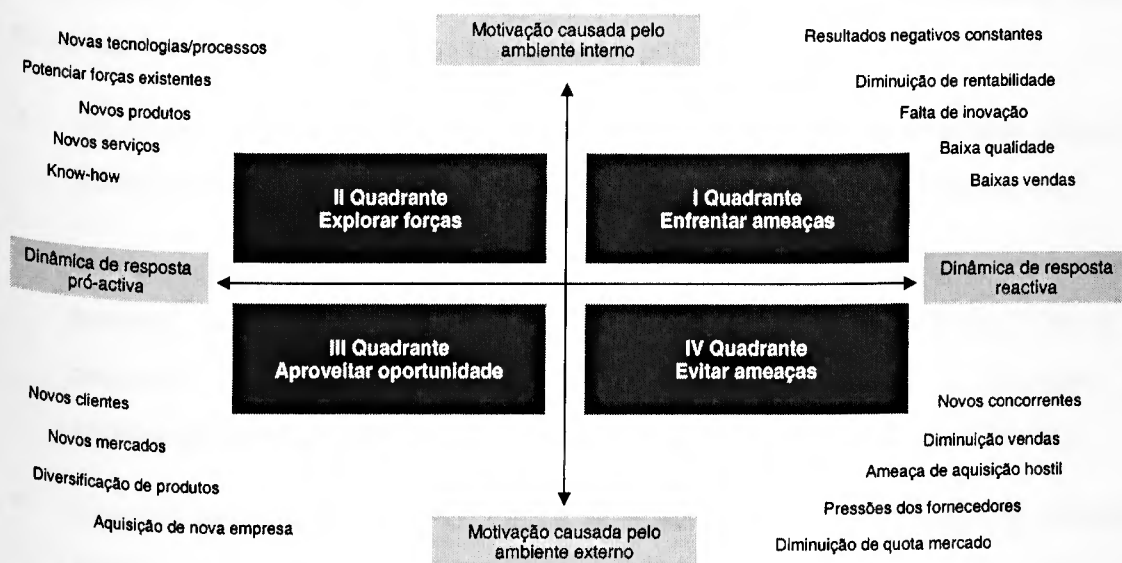 Motivação causada pelo
ambiente interno
Novas tecnologias/processos
Potenciar forças existentes
Novos produtos
Novos serviços
Know-how
Resultados negativos constantes
Diminuição de rentabilidade
Falta de inovação
Baixa qualidade
Baixas vendas
II Quadrante
Explorar forças
I Quadrante
Enfrentar ameaças
Dinâmica de resposta
pró-activa
Dinâmica de resposta
reactiva
III Quadrante
Aproveitar oportunidade
IV Quadrante
Evitar ameaças
Novos clientes
Novos mercados
Diversificação de produtos
Aquisição de nova empresa
Novos concorrentes
Diminuição vendas
Ameaça de aquisição hostil
Pressões dos fornecedores
Diminuição de quota mercado
Motivação causada pelo
ambiente externo